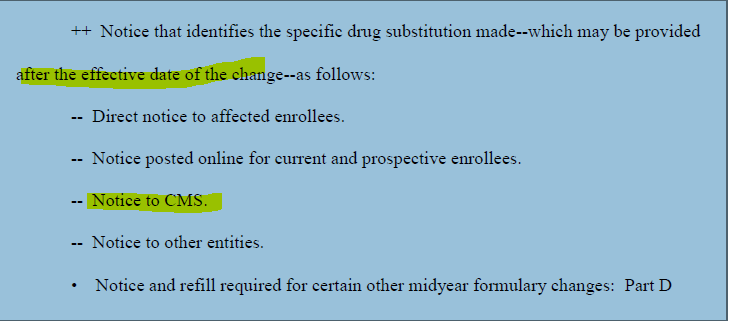 ++ Notice that identifies the specific drug substitution made--which may be provided
after the effective date of the change--as follows:
-- Direct notice to affected enrollees.
-- Notice posted online for current and prospective enrollees.
-- Notice to CMS.
-- Notice to other entities.
• Notice and refill required for certain other midyear formulary changes: Part D